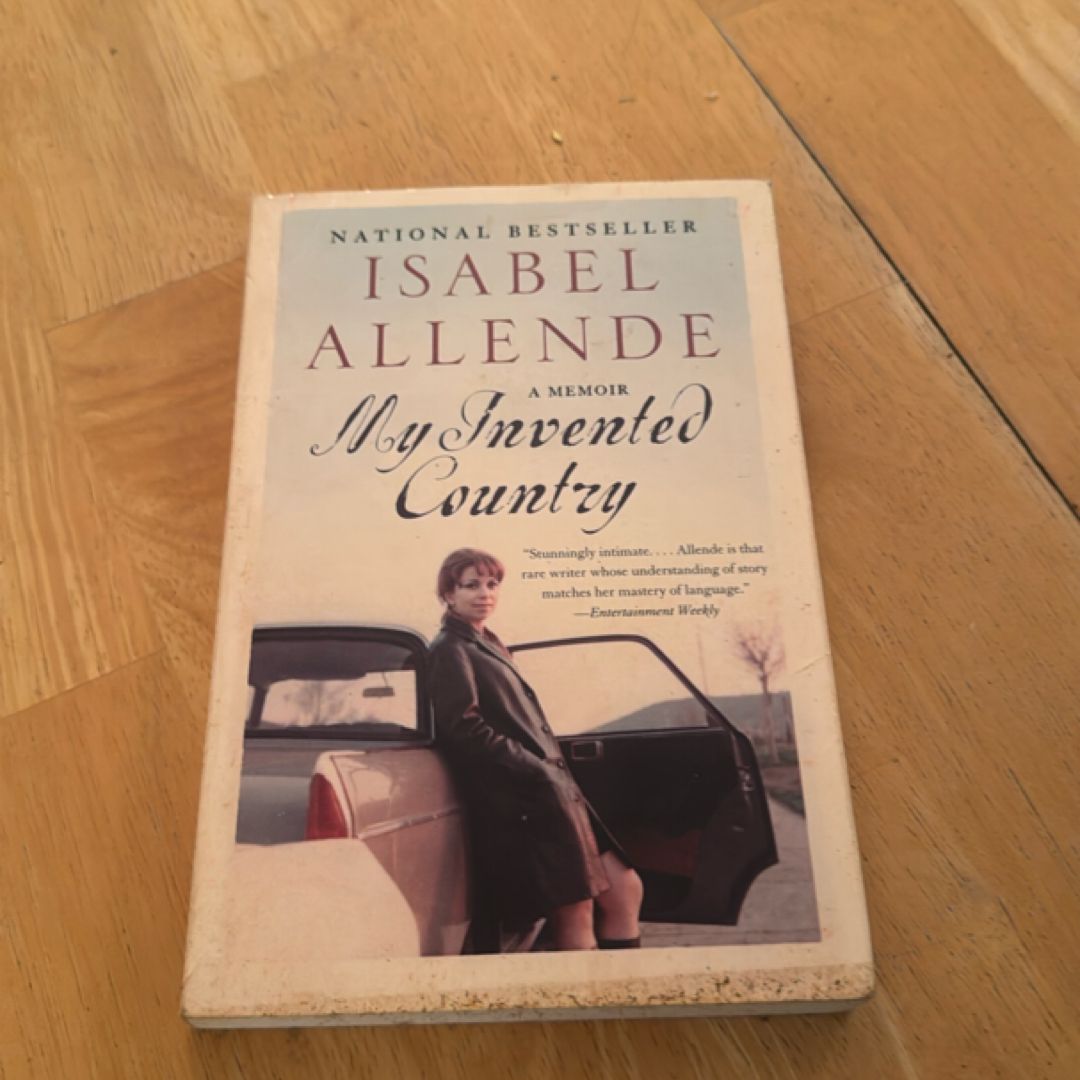 NATIONAL BESTSELLER
ISABEL
ALLENDE
A MEMOIR
My Invented
Country
“Stunningly intimate. . . . Allende is that
rare writer whose understanding of story
matches her mastery of language.”
—Entertainment Weekly